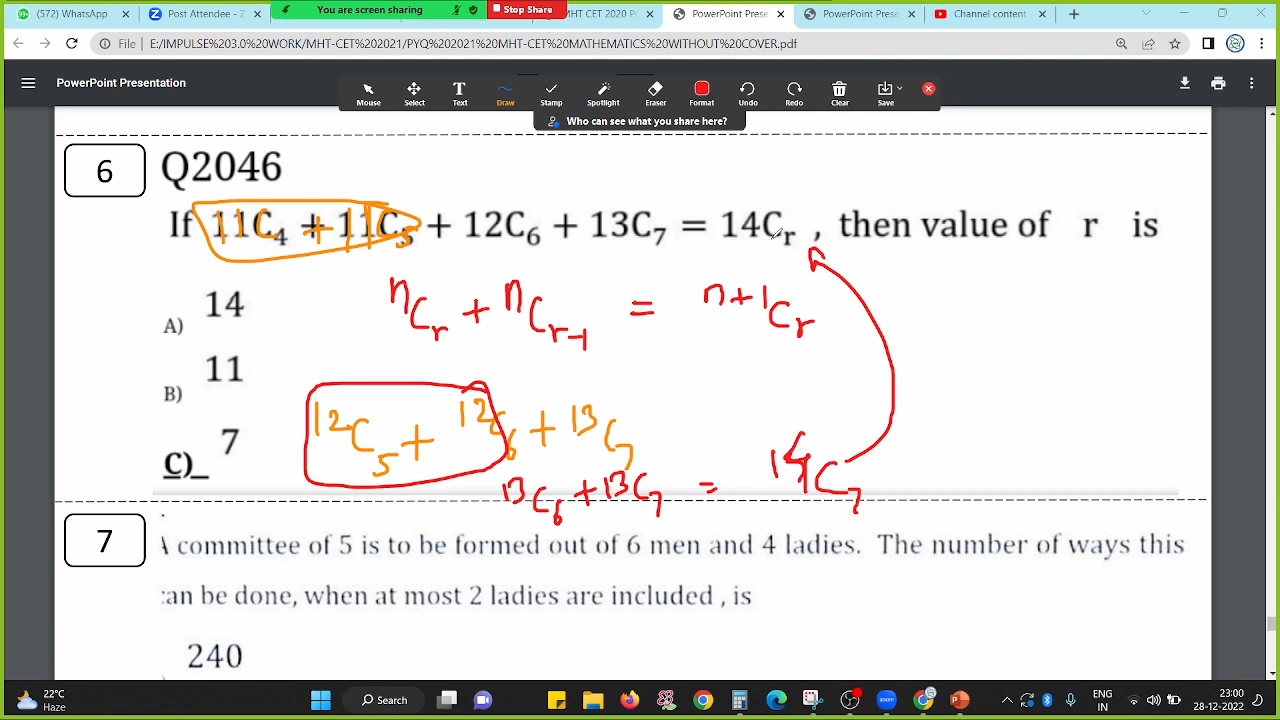 (572) WhatsApp
Post Attendee - Z
You are screen sharing
Stop Share
MHT CET 2020 P
PowerPoint Prese
PowerPoint Prese
Channel content
File E:/IMPULSE%203.0%20WORK/MHT-CET%202021/PYQ%202021%20MHT-CET%20MATHEMATICS%20WITHOUT%20COVER.pdf
PowerPoint Presentation
Mouse Select Text Draw Stamp Spotlight Eraser Format Undo Redo Clear Save
Who can see what you share here?
6 Q2046
If 11C₄ + 11C₅ + 12C₆ + 13C₇ = 14Cᵣ , then value of r is
ⁿCᵣ + ⁿCᵣ₋₁ = ⁿ⁺¹Cᵣ
A) 14
B) 11
¹²C₅ + ¹²C₆ + ¹³C₇
C) 7
¹³C₆ + ¹³C₇ = ¹⁴C₇
7 A committee of 5 is to be formed out of 6 men and 4 ladies. The number of ways this
can be done, when at most 2 ladies are included , is
240
22°C
Haze
Search
ENG
IN
23:00
28-12-2022